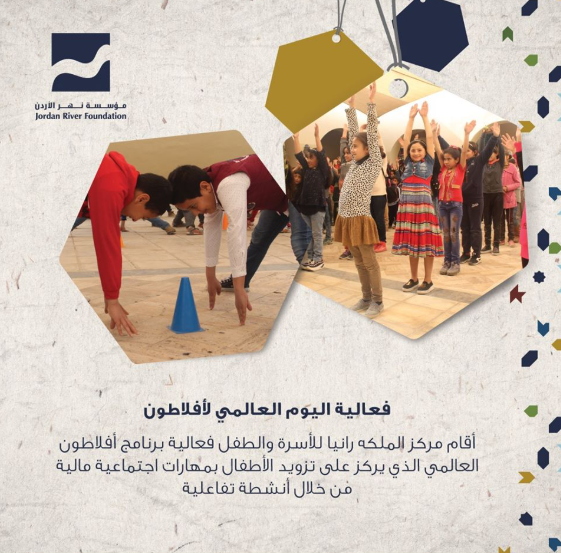 مؤسسة نهر الأردن
Jordan River Foundation
فعالية اليوم العالمي لأفلاطون
أقام مركز الملكه رانيا للأسرة والطفل فعالية برنامج أفلاطون
العالمي الذي يركز على تزويد الأطفال بمهارات اجتماعية مالية
من خلال أنشطة تفاعلية